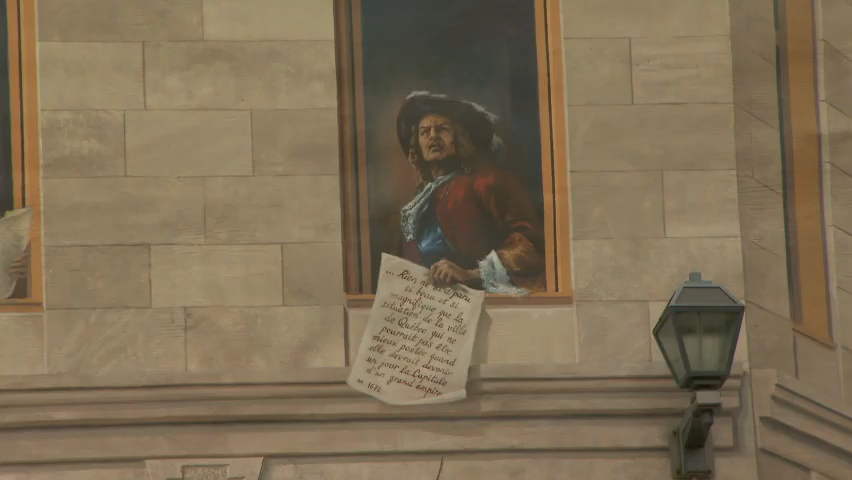 ... Rien ne m'a paru
si beau et si
magnifique que la
situation de la ville
de Québec qui ne
pourrait pas être
mieux postée quand
elle devrait devenir
un jour la Capitale
d'un grand empire
1672